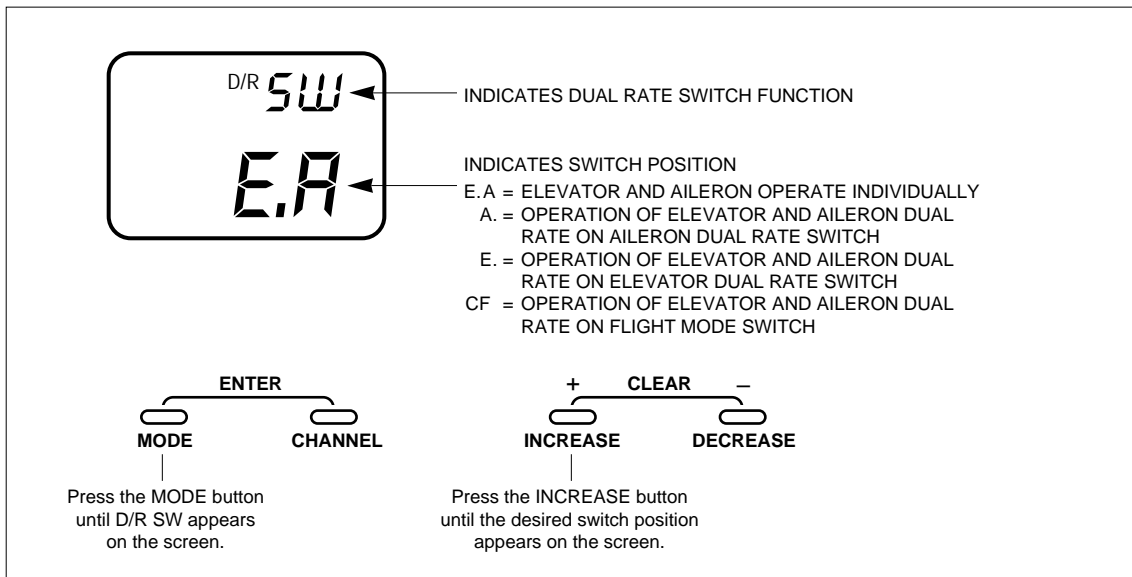 D/R SW
INDICATES DUAL RATE SWITCH FUNCTION
E.A
INDICATES SWITCH POSITION
E.A = ELEVATOR AND AILERON OPERATE INDIVIDUALLY
A. = OPERATION OF ELEVATOR AND AILERON DUAL
RATE ON AILERON DUAL RATE SWITCH
E. = OPERATION OF ELEVATOR AND AILERON DUAL
RATE ON ELEVATOR DUAL RATE SWITCH
CF = OPERATION OF ELEVATOR AND AILERON DUAL
RATE ON FLIGHT MODE SWITCH
ENTER
MODE CHANNEL
+ CLEAR –
INCREASE DECREASE
Press the MODE button
until D/R SW appears
on the screen.
Press the INCREASE button
until the desired switch position
appears on the screen.